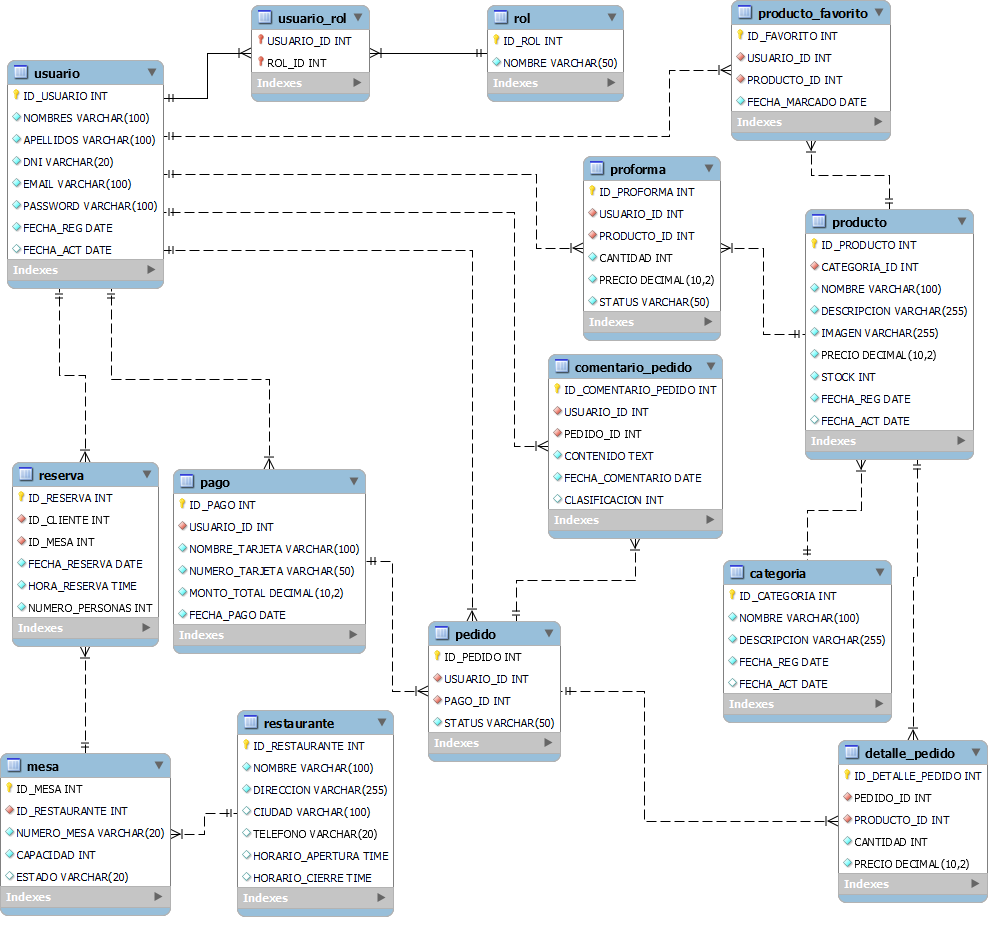 usuario_rol
USUARIO_ID INT
ROL_ID INT
Indexes
rol
ID_ROL INT
NOMBRE VARCHAR(50)
Indexes
producto_favorito
ID_FAVORITO INT
USUARIO_ID INT
PRODUCTO_ID INT
FECHA_MARCADO DATE
Indexes
usuario
ID_USUARIO INT
NOMBRES VARCHAR(100)
APELLIDOS VARCHAR(100)
DNI VARCHAR(20)
EMAIL VARCHAR(100)
PASSWORD VARCHAR(100)
FECHA_REG DATE
FECHA_ACT DATE
Indexes
proforma
ID_PROFORMA INT
USUARIO_ID INT
PRODUCTO_ID INT
CANTIDAD INT
PRECIO DECIMAL(10,2)
STATUS VARCHAR(50)
Indexes
producto
ID_PRODUCTO INT
CATEGORIA_ID INT
NOMBRE VARCHAR(100)
DESCRIPCION VARCHAR(255)
IMAGEN VARCHAR(255)
PRECIO DECIMAL(10,2)
STOCK INT
FECHA_REG DATE
FECHA_ACT DATE
Indexes
comentario_pedido
ID_COMENTARIO_PEDIDO INT
USUARIO_ID INT
PEDIDO_ID INT
CONTENIDO TEXT
FECHA_COMENTARIO DATE
CLASIFICACION INT
Indexes
reserva
ID_RESERVA INT
ID_CLIENTE INT
ID_MESA INT
FECHA_RESERVA DATE
HORA_RESERVA TIME
NUMERO_PERSONAS INT
Indexes
pago
ID_PAGO INT
USUARIO_ID INT
NOMBRE_TARJETA VARCHAR(100)
NUMERO_TARJETA VARCHAR(50)
MONTO_TOTAL DECIMAL(10,2)
FECHA_PAGO DATE
Indexes
categoria
ID_CATEGORIA INT
NOMBRE VARCHAR(100)
DESCRIPCION VARCHAR(255)
FECHA_REG DATE
FECHA_ACT DATE
Indexes
pedido
ID_PEDIDO INT
USUARIO_ID INT
PAGO_ID INT
STATUS VARCHAR(50)
Indexes
restaurante
ID_RESTAURANTE INT
NOMBRE VARCHAR(100)
DIRECCION VARCHAR(255)
CIUDAD VARCHAR(100)
TELEFONO VARCHAR(20)
HORARIO_APERTURA TIME
HORARIO_CIERRE TIME
Indexes
mesa
ID_MESA INT
ID_RESTAURANTE INT
NUMERO_MESA VARCHAR(20)
CAPACIDAD INT
ESTADO VARCHAR(20)
Indexes
detalle_pedido
ID_DETALLE_PEDIDO INT
PEDIDO_ID INT
PRODUCTO_ID INT
CANTIDAD INT
PRECIO DECIMAL(10,2)
Indexes